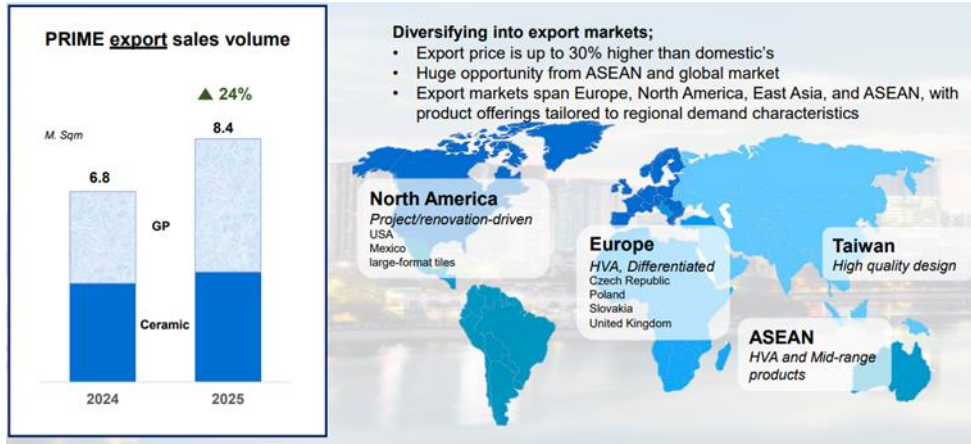 PRIME export sales volume
▲ 24%
M. Sqm
8.4
6.8
GP
Ceramic
2024
2025
Diversifying into export markets;
• Export price is up to 30% higher than domestic's
• Huge opportunity from ASEAN and global market
• Export markets span Europe, North America, East Asia, and ASEAN, with
product offerings tailored to regional demand characteristics
North America
Project/renovation-driven
USA
Mexico
large-format tiles
Europe
HVA, Differentiated
Czech Republic
Poland
Slovakia
United Kingdom
Taiwan
High quality design
ASEAN
HVA and Mid-range
products